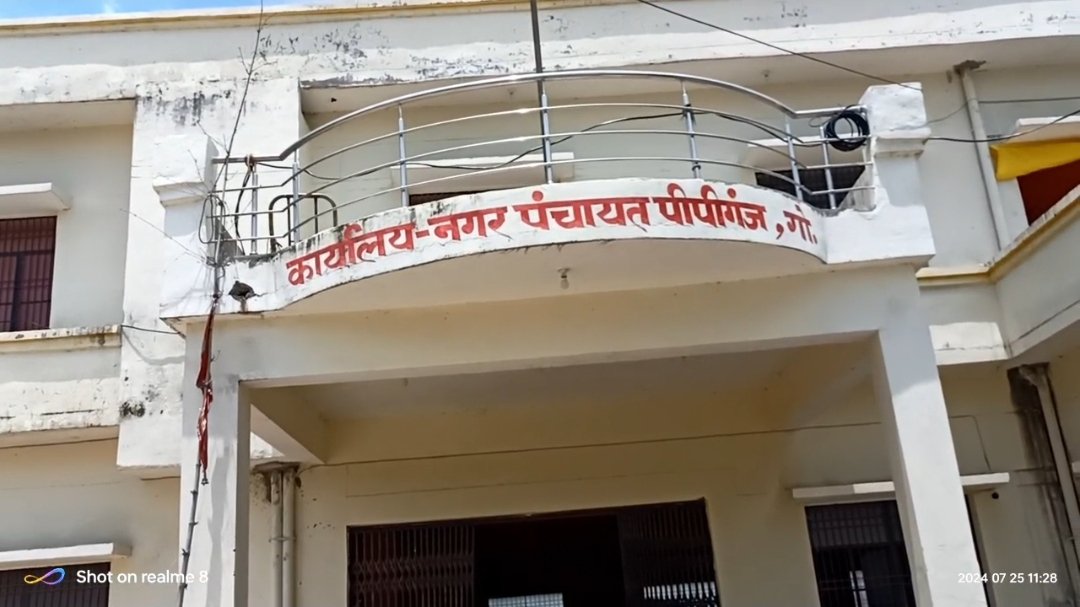 कार्यालय-नगर पंचायत पीपीगंज, गो.
Shot on realme 8
2024 07 25 11:28